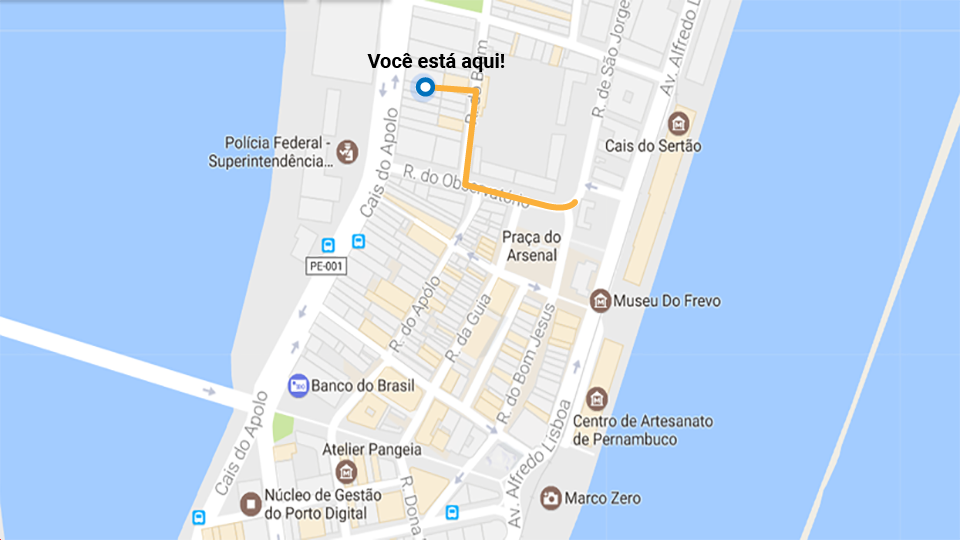 Você está aqui!
R. do Bom
R. de São Jorge
Av. Alfredo L
Cais do Apolo
Polícia Federal -
Superintendência...
Cais do Sertão
R. do Observatório
Praça do
Arsenal
PE-001
Museu Do Frevo
R. do Apolo
R. da Guia
R. do Bom Jesus
Banco do Brasil
Cais do Apolo
Centro de Artesanato
de Pernambuco
Av. Alfredo Lisboa
Atelier Pangeia
Núcleo de Gestão
do Porto Digital
R. Dona
Marco Zero